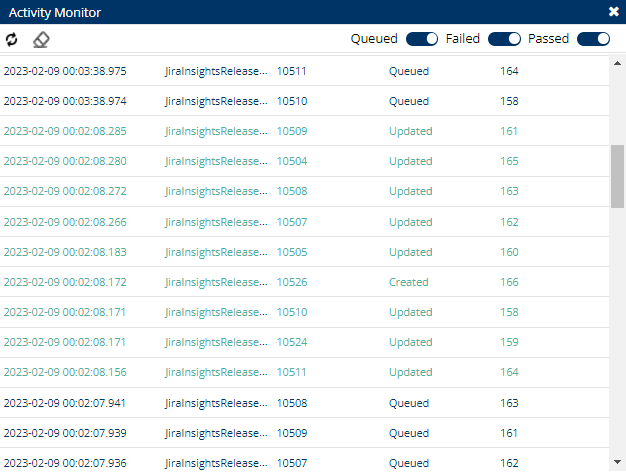 Activity Monitor
Queued Failed Passed
2023-02-09 00:03:38.975 JiraInsightsRelease... 10511 Queued 164
2023-02-09 00:03:38.974 JiraInsightsRelease... 10510 Queued 158
2023-02-09 00:02:08.285 JiraInsightsRelease... 10509 Updated 161
2023-02-09 00:02:08.280 JiraInsightsRelease... 10504 Updated 165
2023-02-09 00:02:08.272 JiraInsightsRelease... 10508 Updated 163
2023-02-09 00:02:08.266 JiraInsightsRelease... 10507 Updated 162
2023-02-09 00:02:08.183 JiraInsightsRelease... 10505 Updated 160
2023-02-09 00:02:08.172 JiraInsightsRelease... 10526 Created 166
2023-02-09 00:02:08.171 JiraInsightsRelease... 10510 Updated 158
2023-02-09 00:02:08.171 JiraInsightsRelease... 10524 Updated 159
2023-02-09 00:02:08.156 JiraInsightsRelease... 10511 Updated 164
2023-02-09 00:02:07.941 JiraInsightsRelease... 10508 Queued 163
2023-02-09 00:02:07.939 JiraInsightsRelease... 10509 Queued 161
2023-02-09 00:02:07.936 JiraInsightsRelease... 10507 Queued 162